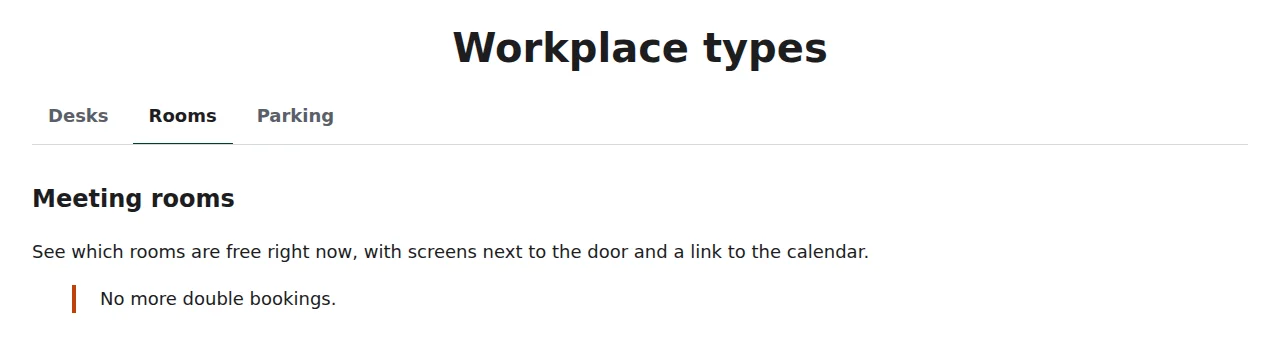 Workplace types
Desks Rooms Parking
Meeting rooms
See which rooms are free right now, with screens next to the door and a link to the calendar.
No more double bookings.